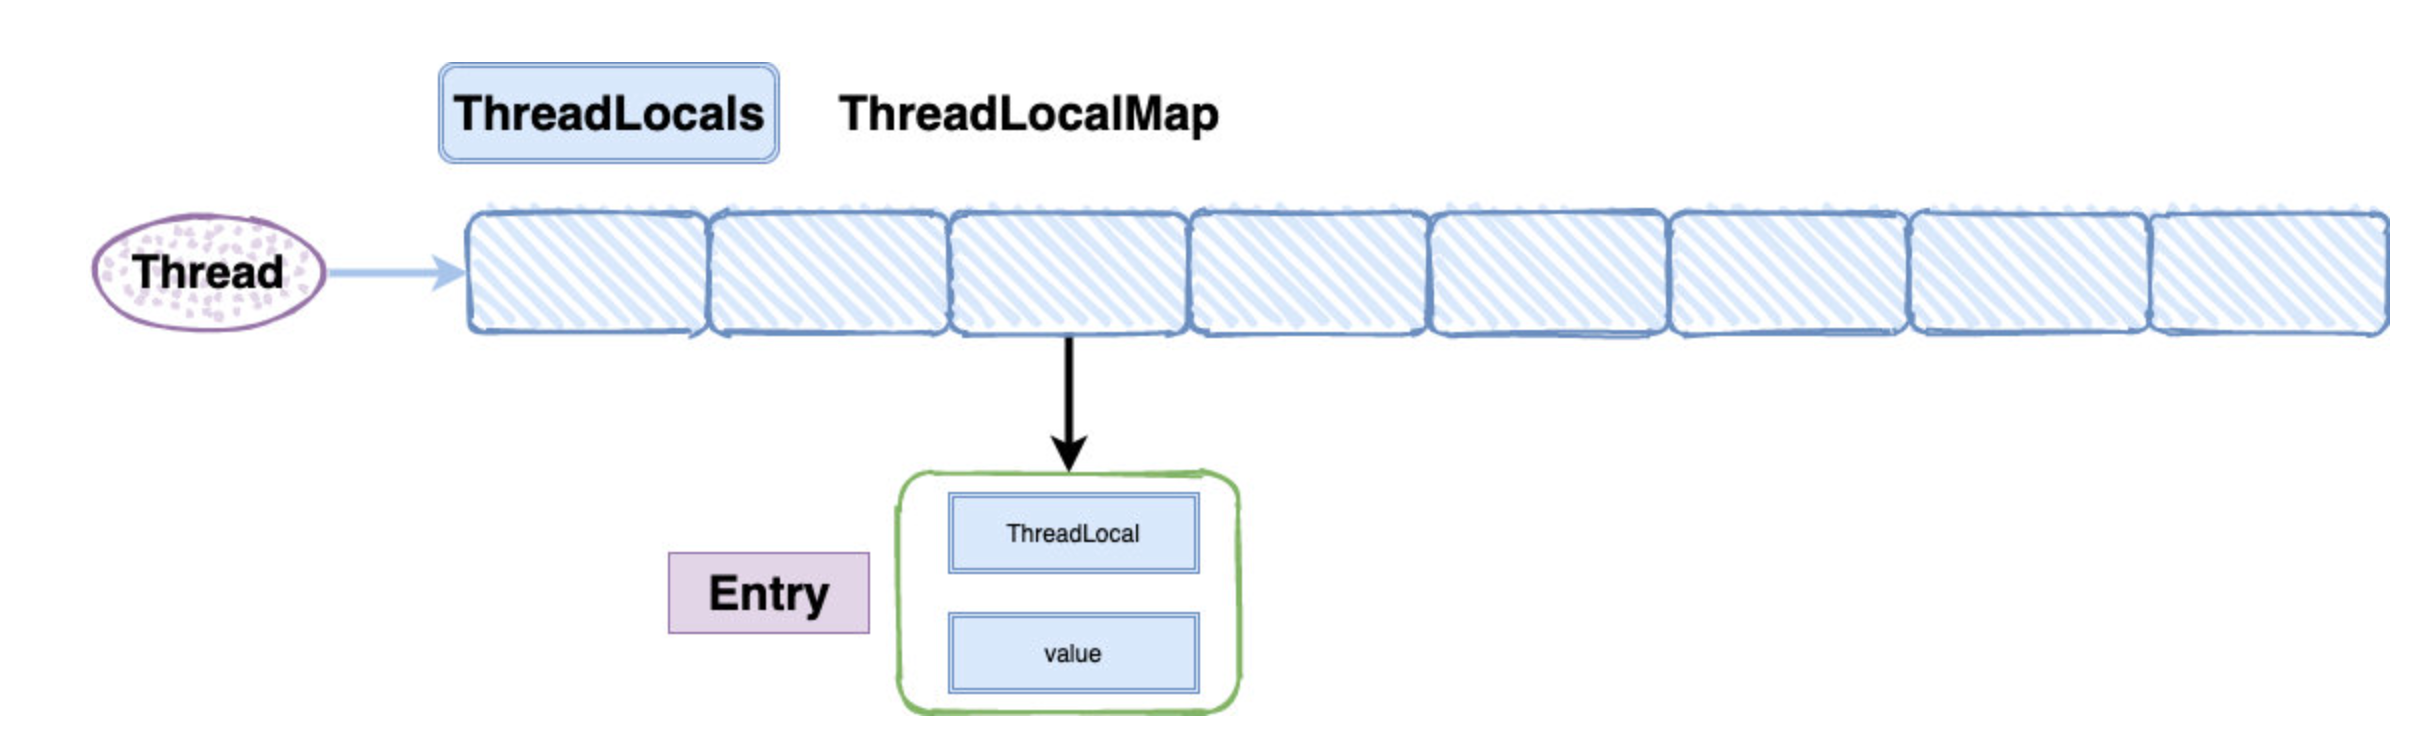 ThreadLocals
ThreadLocalMap
Thread
ThreadLocal
Entry
value